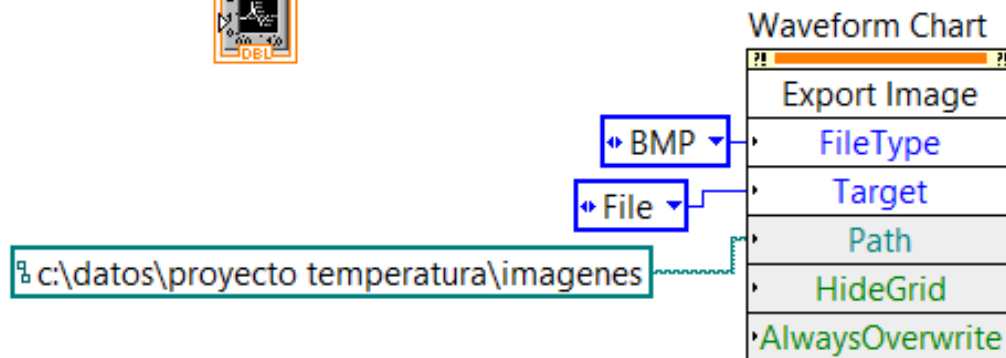 DBL
Waveform Chart
?! ?!
Export Image
BMP
FileType
File
Target
c:\datos\proyecto temperatura\imagenes
Path
HideGrid
AlwaysOverwrite